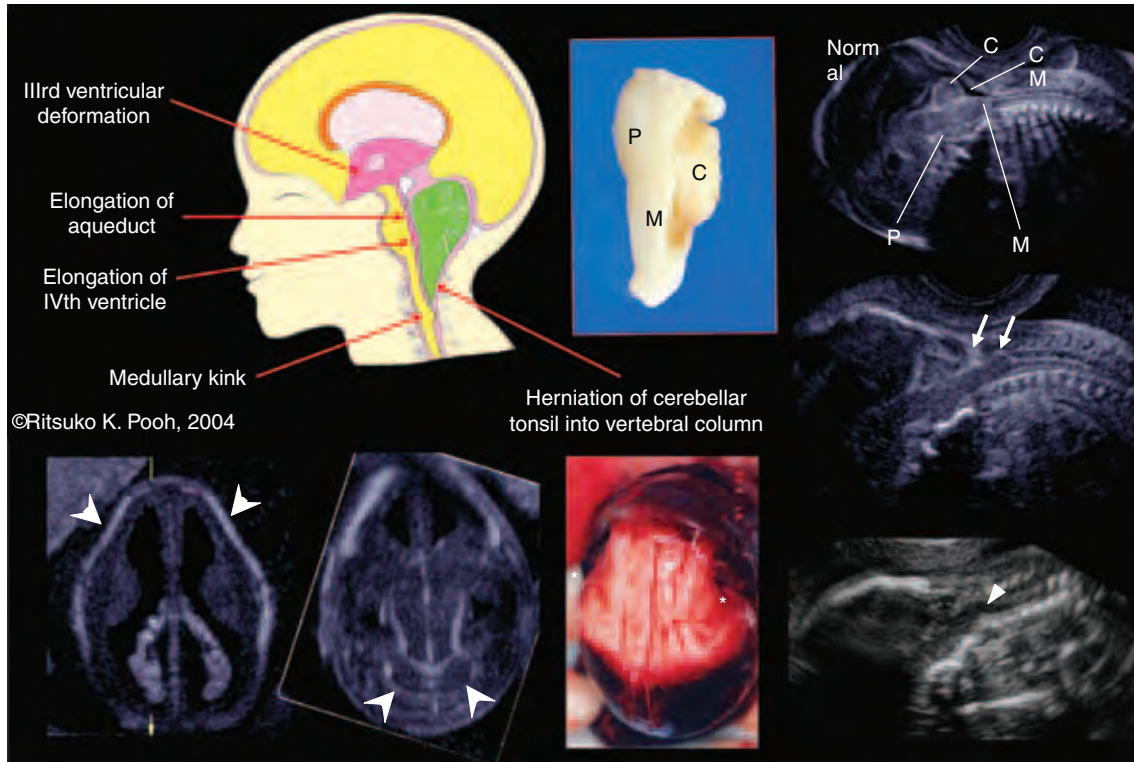 IIIrd ventricular
deformation
Elongation of
aqueduct
Elongation of
IVth ventricle
Medullary kink
Herniation of cerebellar
tonsil into vertebral column
©Ritsuko K. Pooh, 2004
P
C
M
Norm
al
C
C
M
P
M
*
*